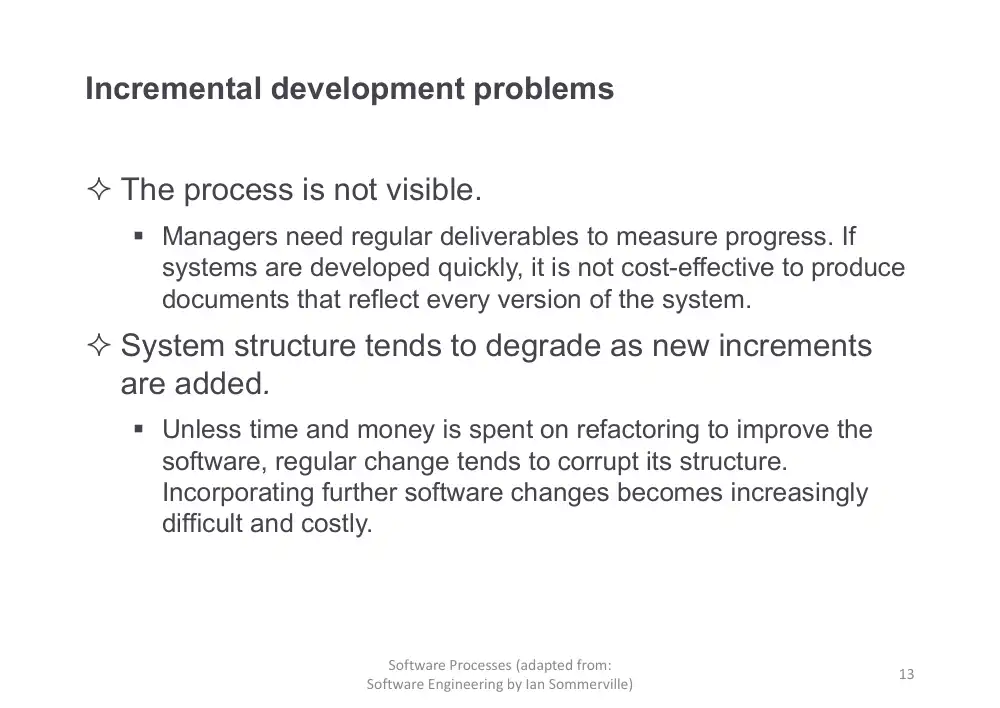 Incremental development problems
✧ The process is not visible.
▪ Managers need regular deliverables to measure progress. If
systems are developed quickly, it is not cost-effective to produce
documents that reflect every version of the system.
✧ System structure tends to degrade as new increments
are added.
▪ Unless time and money is spent on refactoring to improve the
software, regular change tends to corrupt its structure.
Incorporating further software changes becomes increasingly
difficult and costly.
Software Processes (adapted from:
Software Engineering by Ian Sommerville)
13